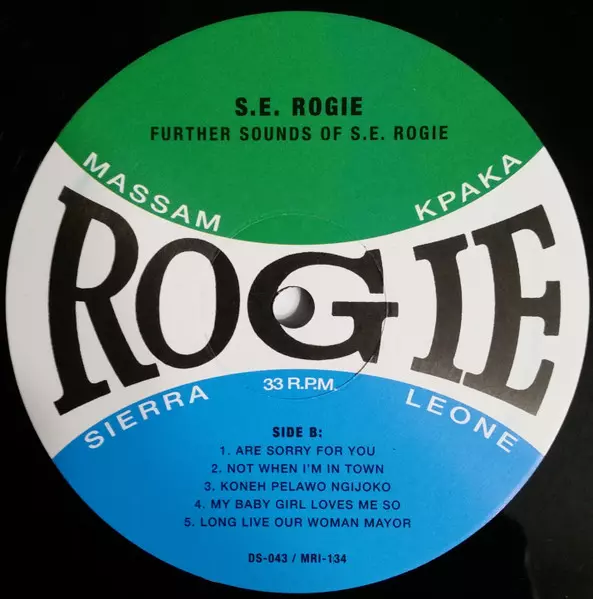 S.E. ROGIE
FURTHER SOUNDS OF S.E. ROGIE
MASSAM
KPAKA
ROGIE
SIERRA
33 R.P.M.
LEONE
SIDE B:
1. ARE SORRY FOR YOU
2. NOT WHEN I'M IN TOWN
3. KONEH PELAWO NGIJOKO
4. MY BABY GIRL LOVES ME SO
5. LONG LIVE OUR WOMAN MAYOR
DS-043 / MRI-134